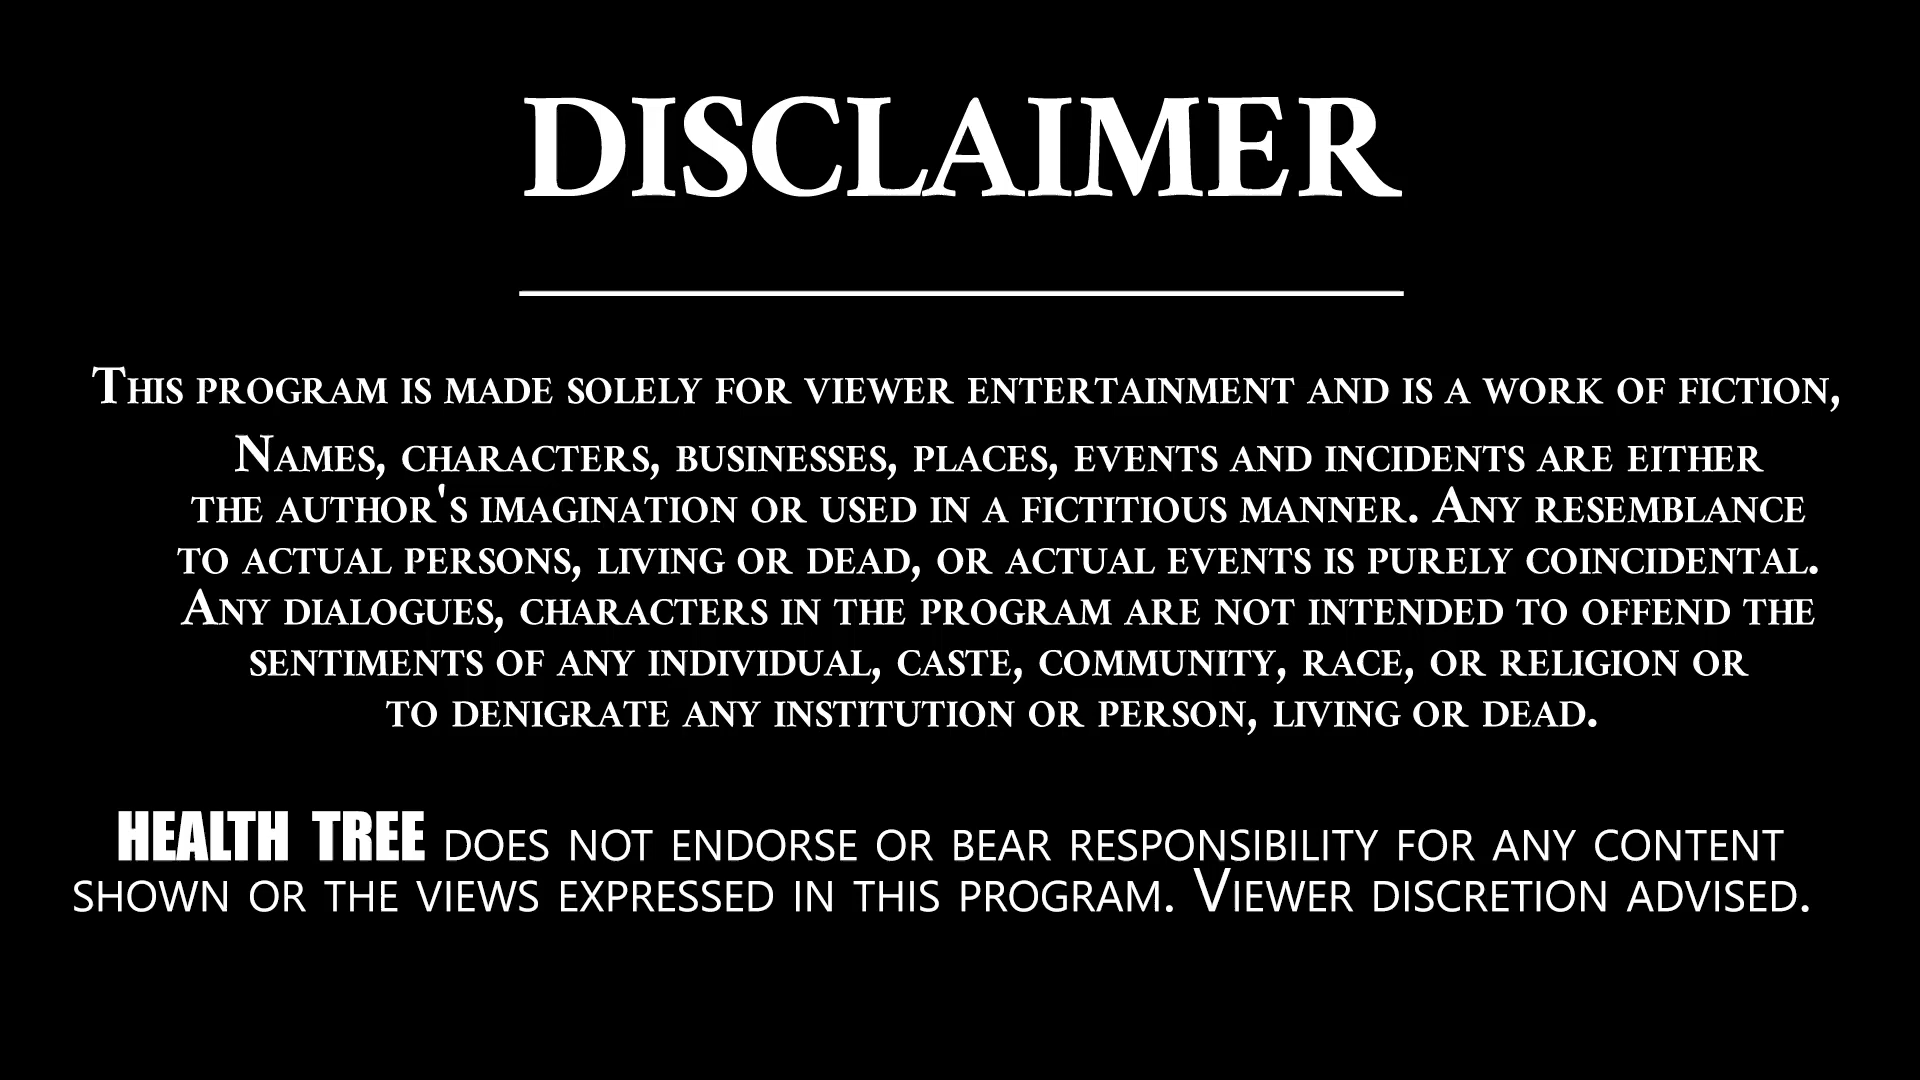 DISCLAIMER
This program is made solely for viewer entertainment and is a work of fiction,
Names, characters, businesses, places, events and incidents are either
the author's imagination or used in a fictitious manner. Any resemblance
to actual persons, living or dead, or actual events is purely coincidental.
Any dialogues, characters in the program are not intended to offend the
sentiments of any individual, caste, community, race, or religion or
to denigrate any institution or person, living or dead.
HEALTH TREE does not endorse or bear responsibility for any content
shown or the views expressed in this program. Viewer discretion advised.